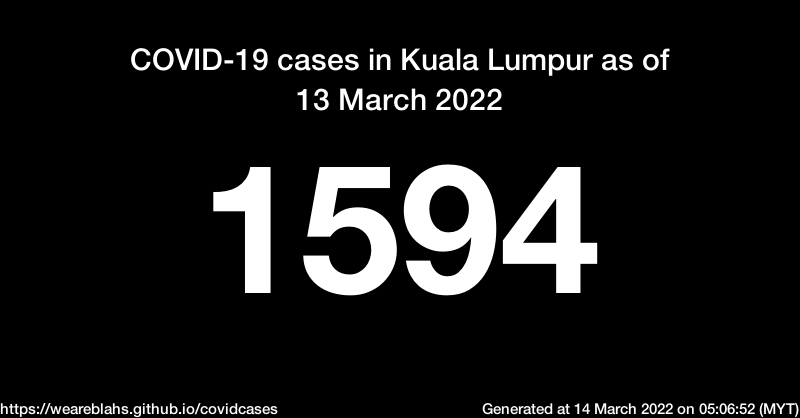 COVID-19 cases in Kuala Lumpur as of
13 March 2022
1594
https://weareblahs.github.io/covidcases
Generated at 14 March 2022 on 05:06:52 (MYT)